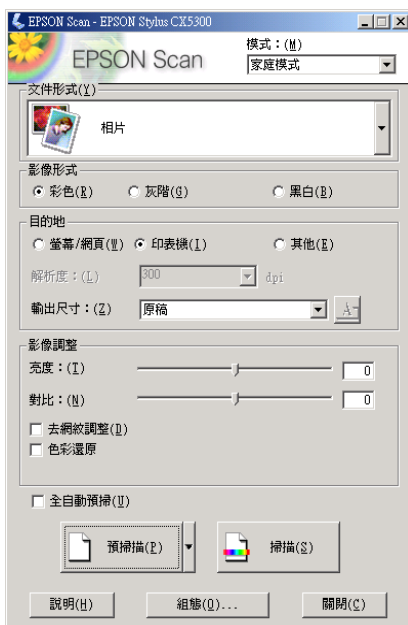 EPSON Scan - EPSON Stylus CX5300
EPSON Scan
模式：(M)
家庭模式
文件形式(Y)
相片
影像形式
彩色(R) 灰階(G) 黑白(B)
目的地
螢幕/網頁(W) 印表機(I) 其他(E)
解析度：(L) 300 dpi
輸出尺寸：(Z) 原稿 A
影像調整
亮度：(T) 0
對比：(N) 0
去網紋調整(D)
色彩還原
全自動預掃(U)
預掃描(P) 掃描(S)
說明(H) 組態(O)... 關閉(C)